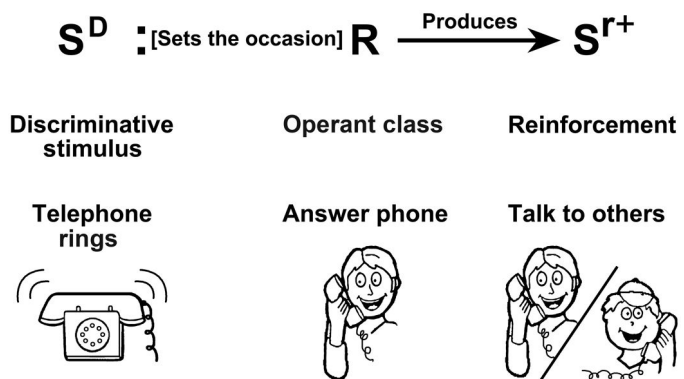 S^D : [Sets the occasion] R Produces S^r+
Discriminative stimulus
Operant class
Reinforcement
Telephone rings
Answer phone
Talk to others